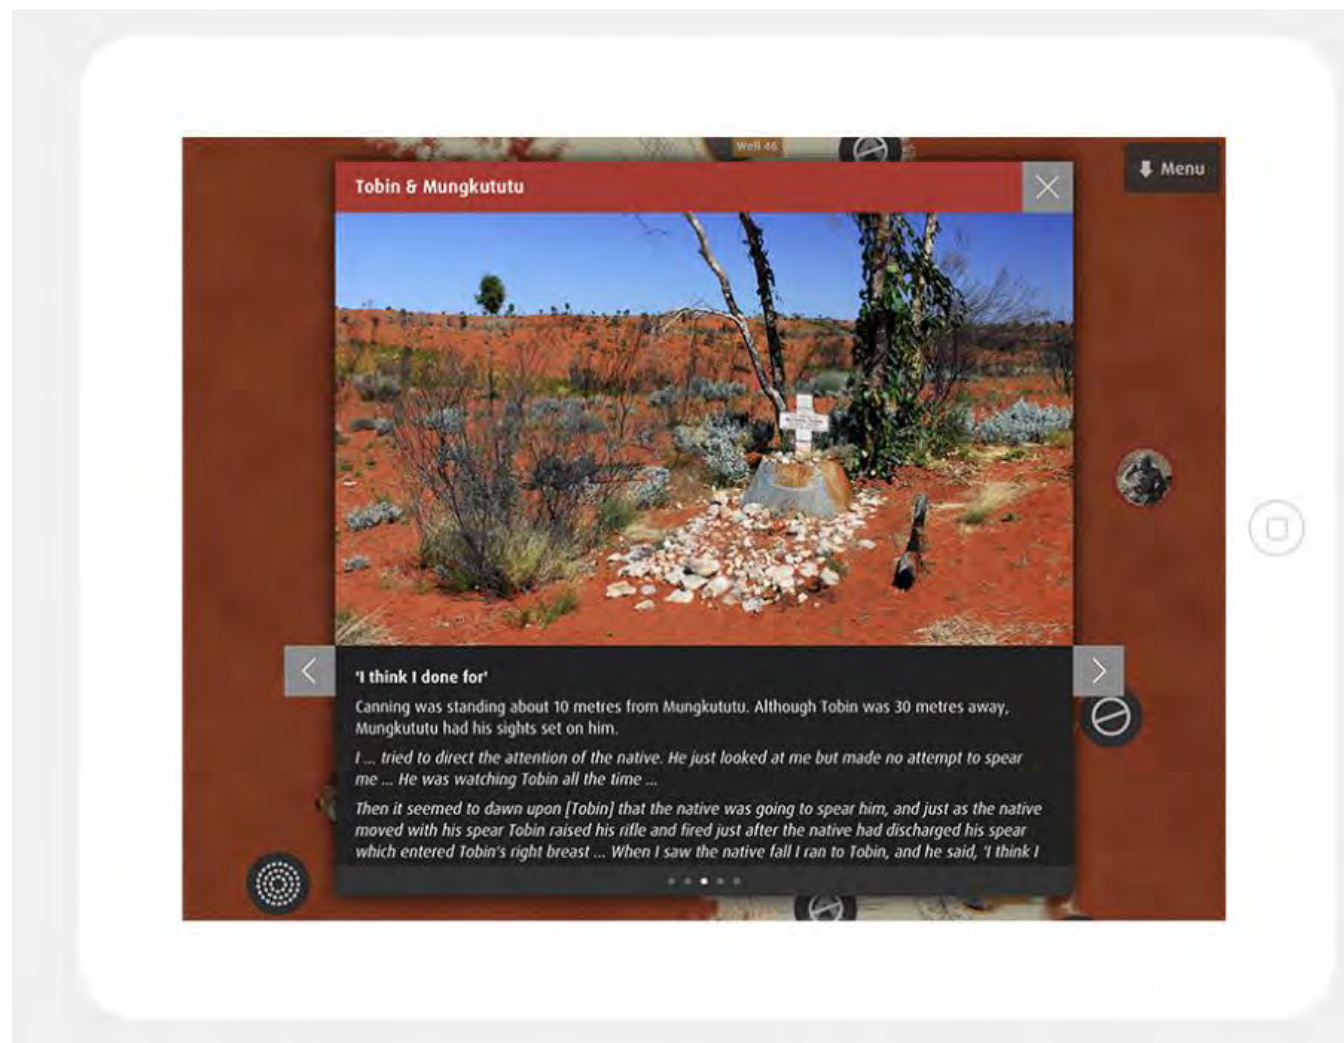 Well 46
Menu
Tobin & Mungkututu
'I think I done for'
Canning was standing about 10 metres from Mungkututu. Although Tobin was 30 metres away,
Mungkututu had his sights set on him.
I ... tried to direct the attention of the native. He just looked at me but made no attempt to spear
me ... He was watching Tobin all the time ...
Then it seemed to dawn upon [Tobin] that the native was going to spear him, and just as the native
moved with his spear Tobin raised his rifle and fired just after the native had discharged his spear
which entered Tobin's right breast ... When I saw the native fall I ran to Tobin, and he said, 'I think I